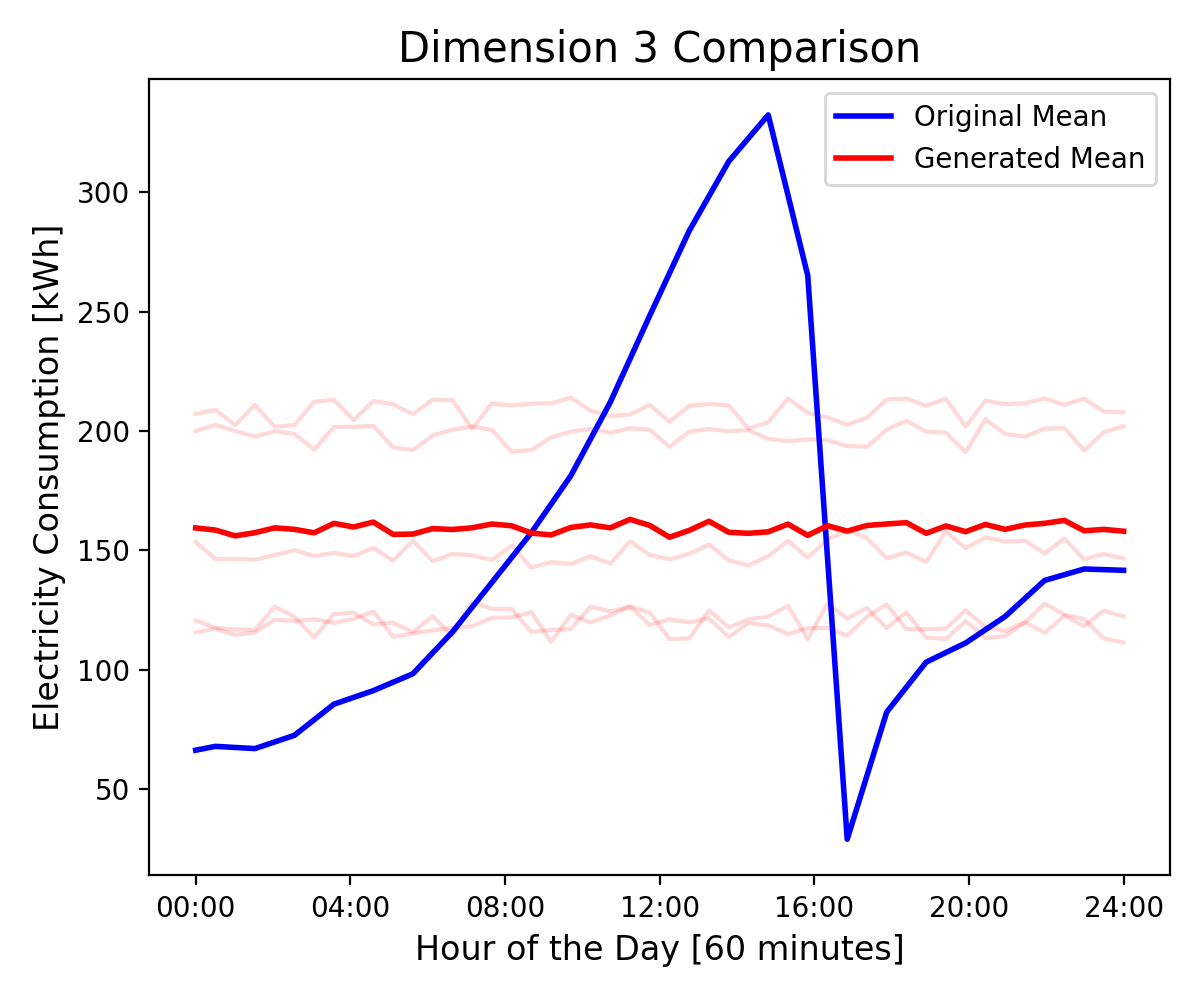 Dimension 3 Comparison
Original Mean
Generated Mean
Electricity Consumption [kWh]
300
250
200
150
100
50
00:00 04:00 08:00 12:00 16:00 20:00 24:00
Hour of the Day [60 minutes]